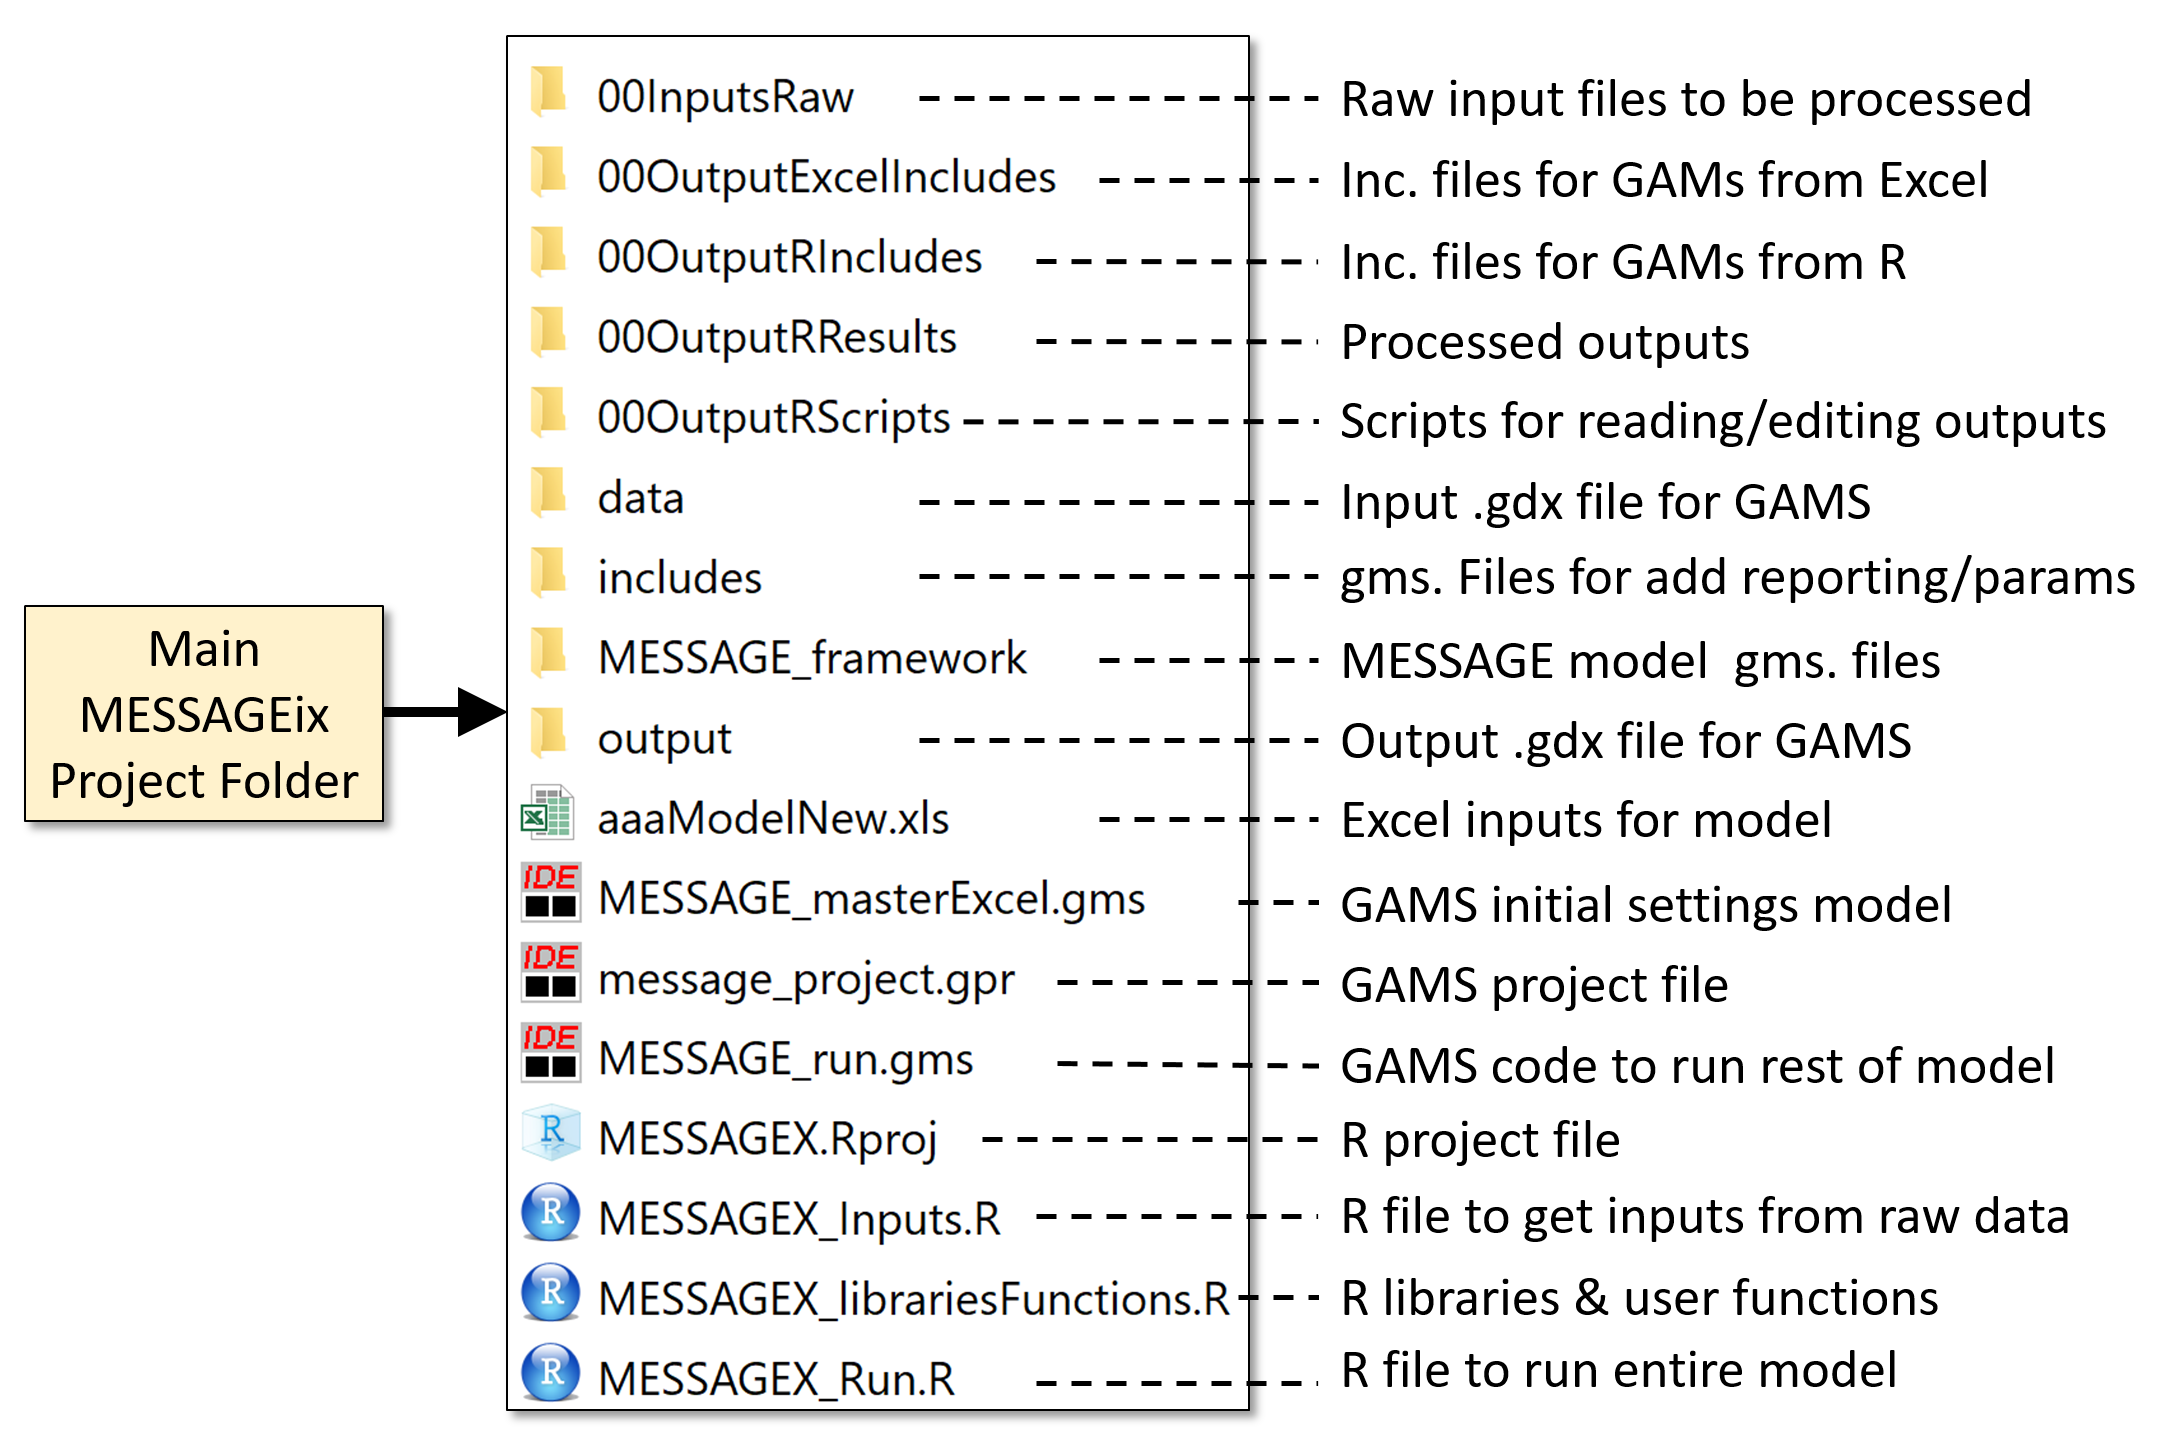 Main
MESSAGEix
Project Folder
00InputsRaw Raw input files to be processed
00OutputExcelIncludes Inc. files for GAMs from Excel
00OutputRIncludes Inc. files for GAMs from R
00OutputRResults Processed outputs
00OutputRScripts Scripts for reading/editing outputs
data Input .gdx file for GAMS
includes gms. Files for add reporting/params
MESSAGE_framework MESSAGE model gms. files
output Output .gdx file for GAMS
aaaModelNew.xls Excel inputs for model
IDE MESSAGE_masterExcel.gms GAMS initial settings model
IDE message_project.gpr GAMS project file
IDE MESSAGE_run.gms GAMS code to run rest of model
R MESSAGEX.Rproj R project file
R MESSAGEX_Inputs.R R file to get inputs from raw data
R MESSAGEX_librariesFunctions.R R libraries & user functions
R MESSAGEX_Run.R R file to run entire model